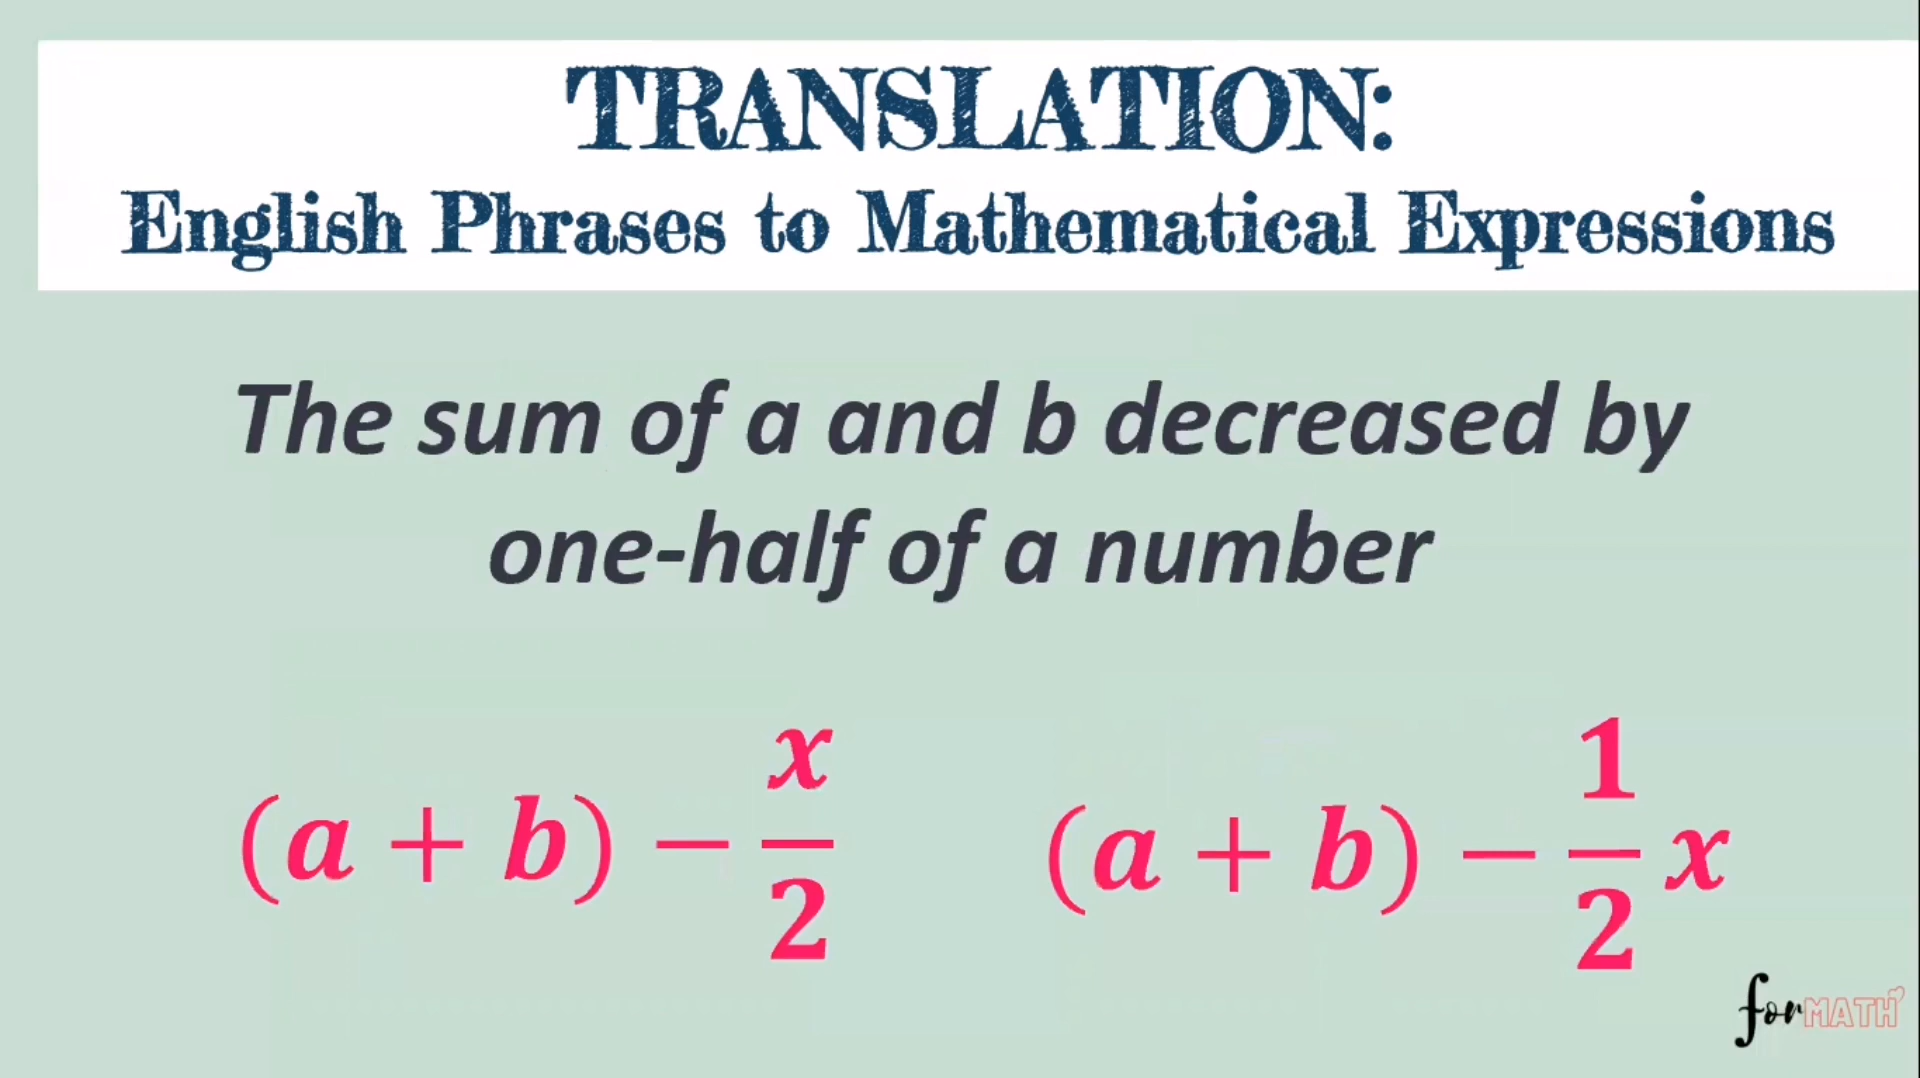 TRANSLATION:
English Phrases to Mathematical Expressions
The sum of a and b decreased by
one-half of a number
(a + b) − x/2
(a + b) − 1/2 x
forMATH